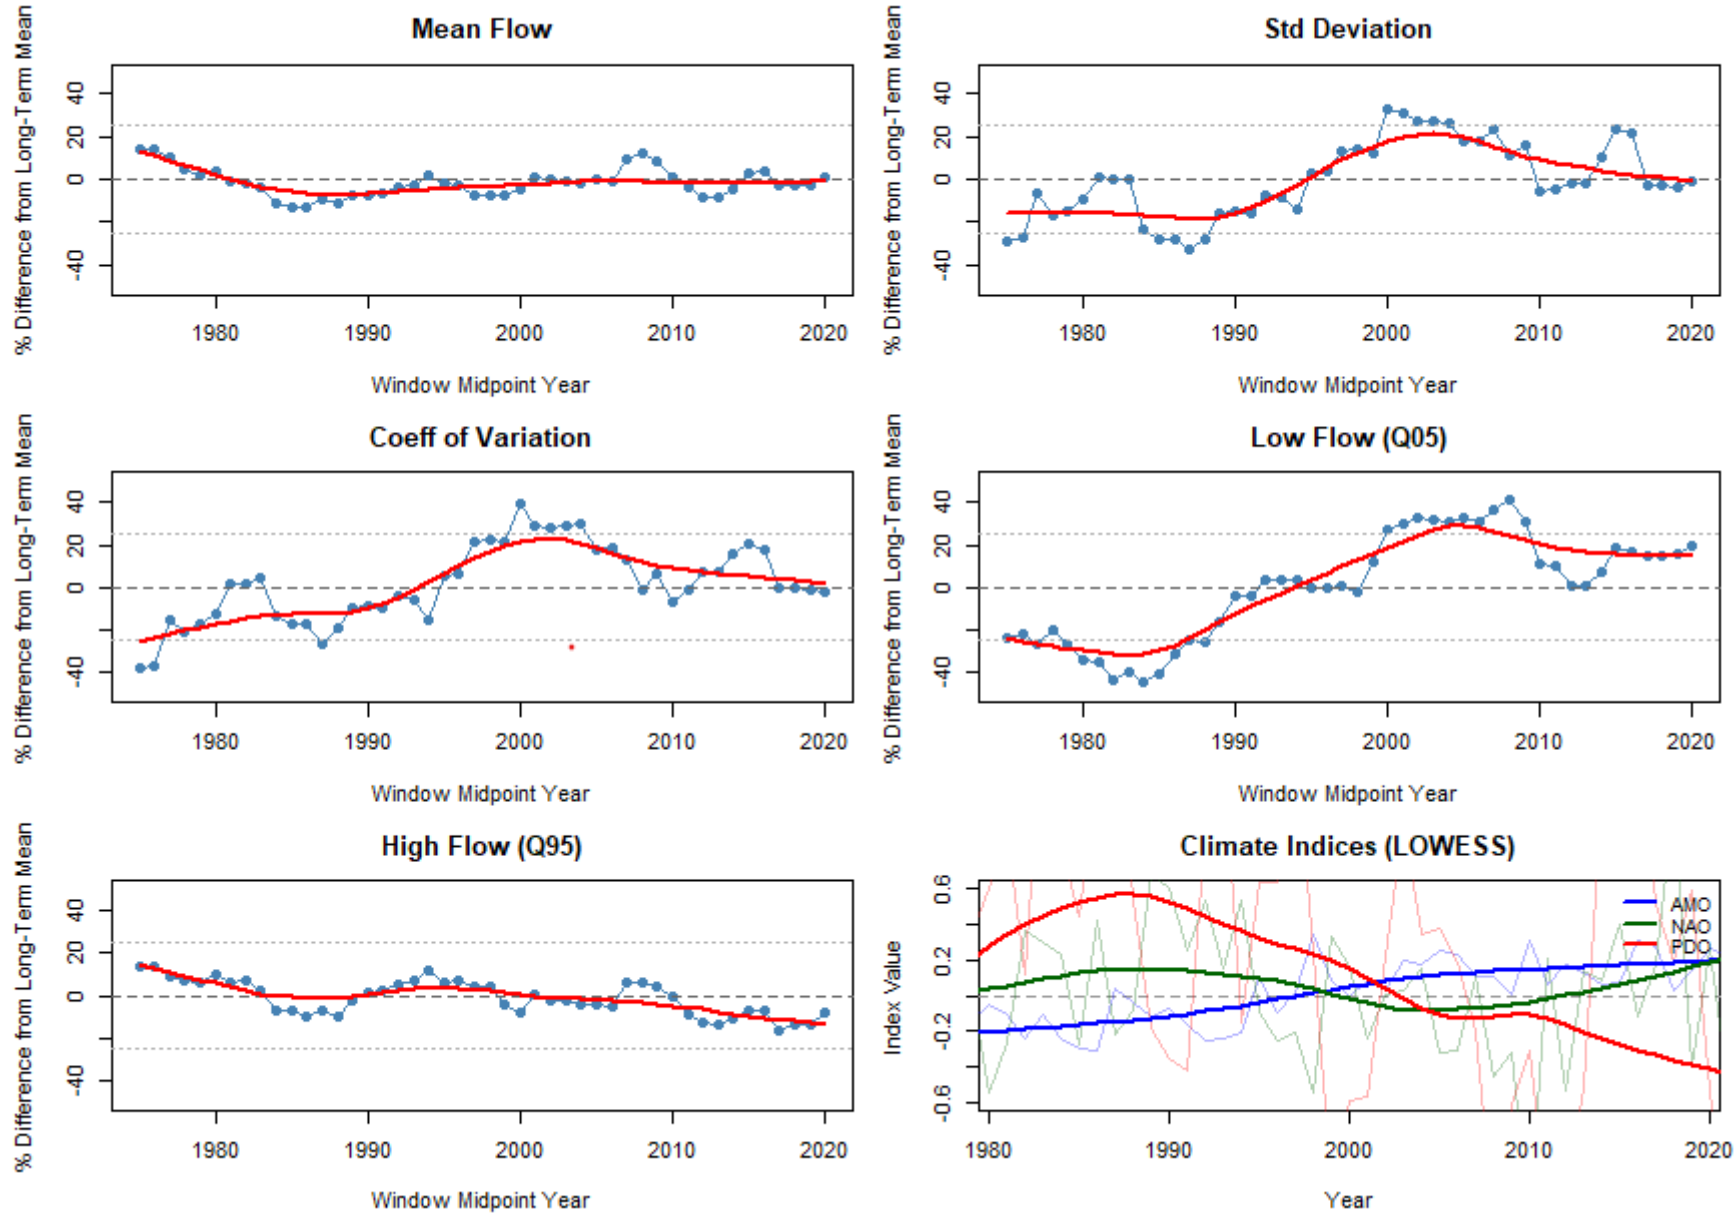 Mean Flow
% Difference from Long-Term Mean
40
20
0
-40
1980 1990 2000 2010 2020
Window Midpoint Year
Std Deviation
% Difference from Long-Term Mean
40
20
0
-40
1980 1990 2000 2010 2020
Window Midpoint Year
Coeff of Variation
% Difference from Long-Term Mean
40
20
0
-40
1980 1990 2000 2010 2020
Window Midpoint Year
Low Flow (Q05)
% Difference from Long-Term Mean
40
20
0
-40
1980 1990 2000 2010 2020
Window Midpoint Year
High Flow (Q95)
% Difference from Long-Term Mean
40
20
0
-40
1980 1990 2000 2010 2020
Window Midpoint Year
Climate Indices (LOWESS)
Index Value
0.6
0.2
-0.2
-0.6
AMO
NAO
PDO
1980 1990 2000 2010 2020
Year